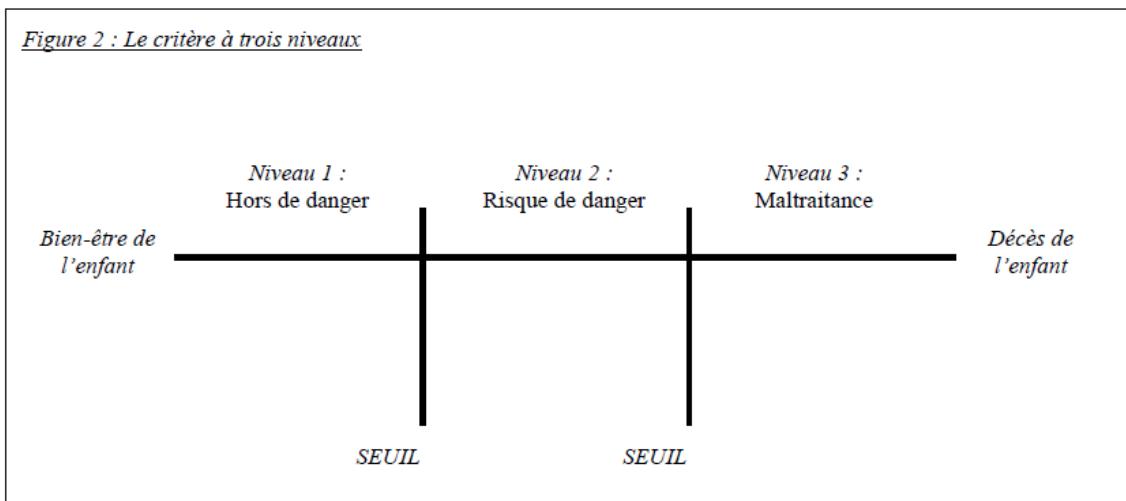 Figure 2 : Le critère à trois niveaux
Niveau 1 :
Hors de danger
Niveau 2 :
Risque de danger
Niveau 3 :
Maltraitance
Bien-être de
l'enfant
Décès de
l'enfant
SEUIL
SEUIL